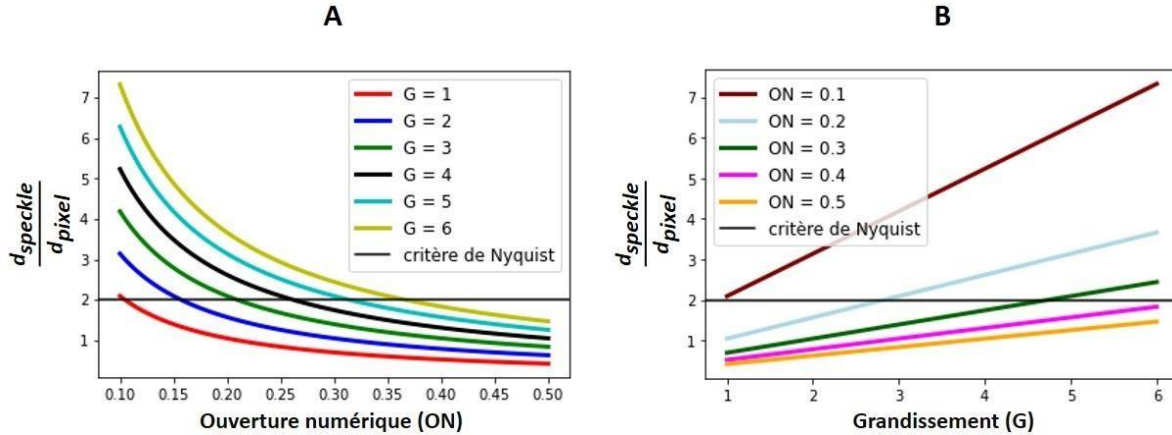 A
d_speckle
d_pixel
7
6
5
4
3
2
1
G = 1
G = 2
G = 3
G = 4
G = 5
G = 6
critère de Nyquist
0.10 0.15 0.20 0.25 0.30 0.35 0.40 0.45 0.50
Ouverture numérique (ON)
B
d_speckle
d_pixel
7
6
5
4
3
2
1
ON = 0.1
ON = 0.2
ON = 0.3
ON = 0.4
ON = 0.5
critère de Nyquist
1 2 3 4 5 6
Grandissement (G)